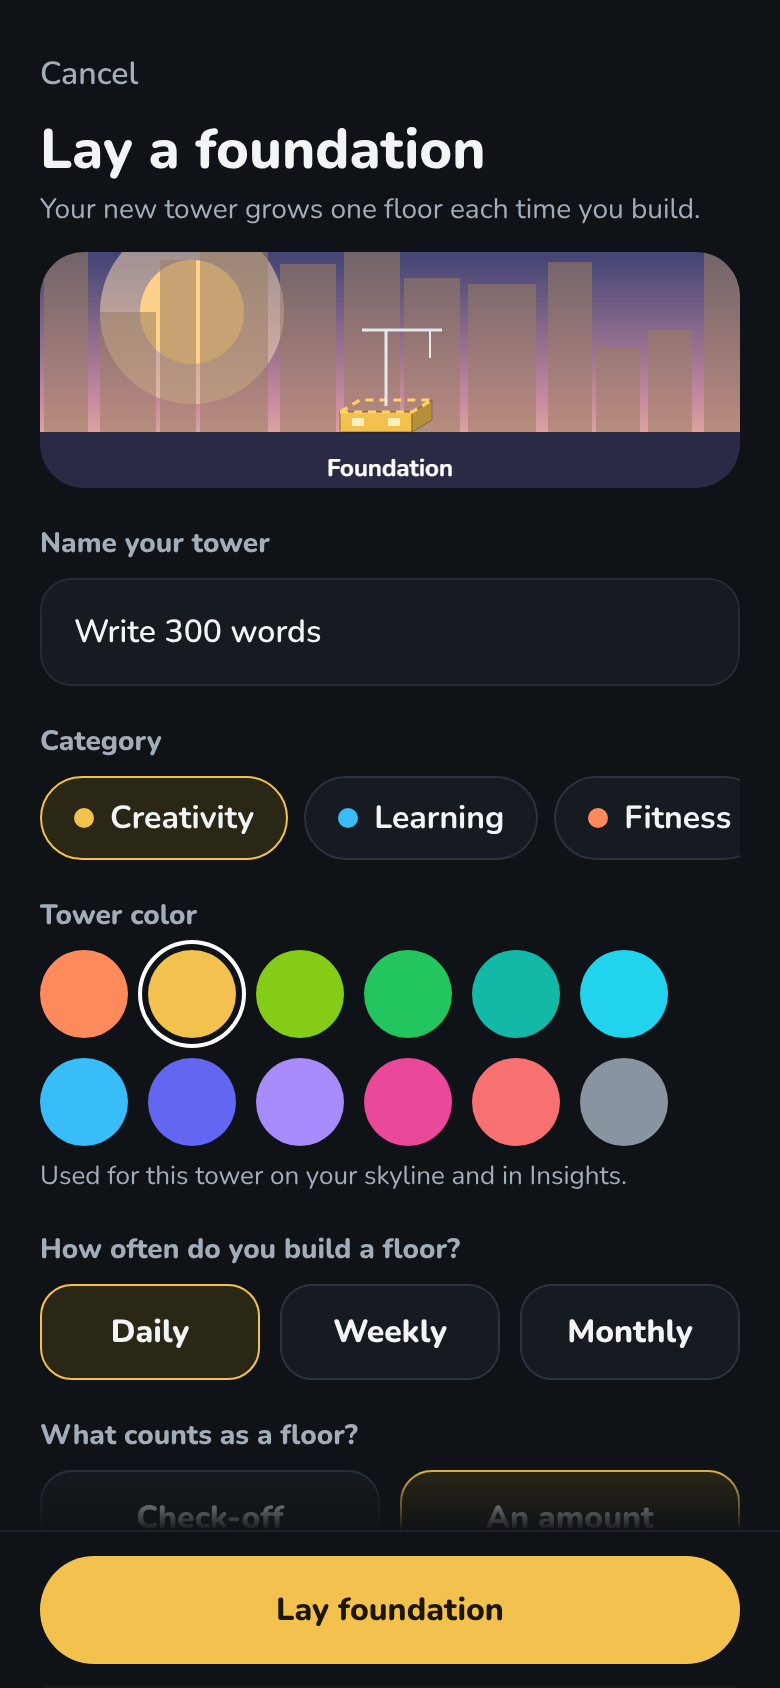 Cancel
Lay a foundation
Your new tower grows one floor each time you build.
Foundation
Name your tower
Write 300 words
Category
Creativity
Learning
Fitness
Tower color
Used for this tower on your skyline and in Insights.
How often do you build a floor?
Daily
Weekly
Monthly
What counts as a floor?
Check-off
An amount
Lay foundation